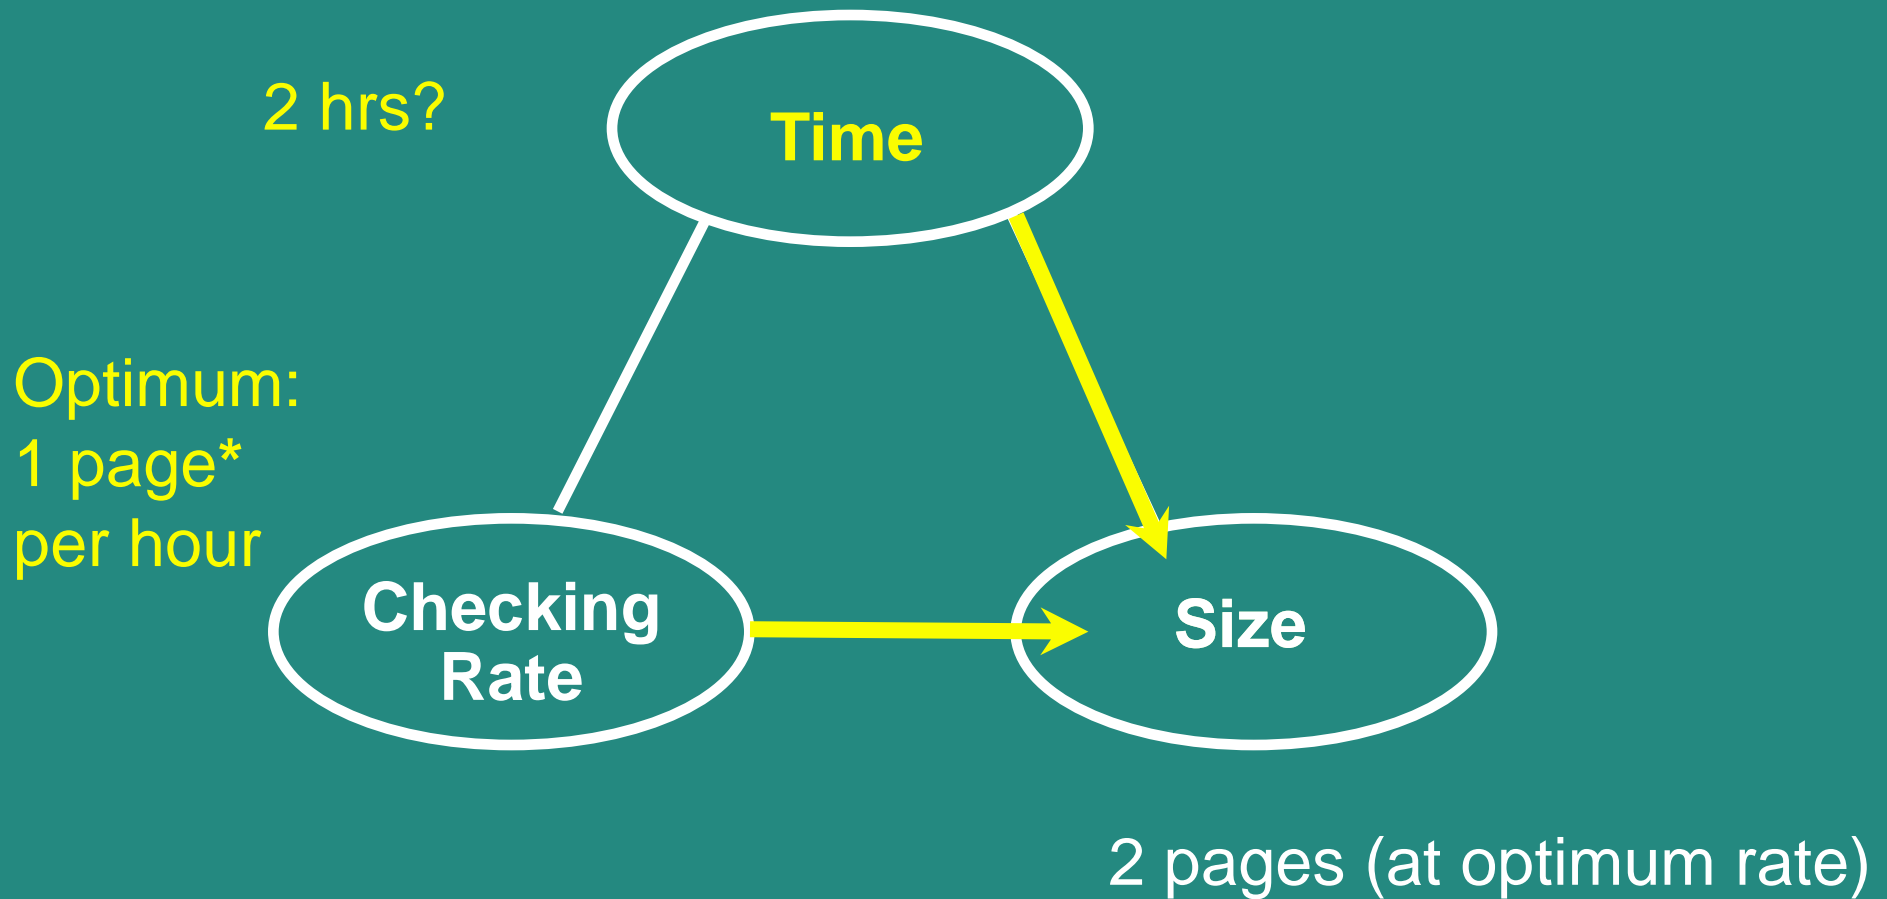 2 hrs?
Time
Optimum:
1 page*
per hour
Checking
Rate
Size
2 pages (at optimum rate)